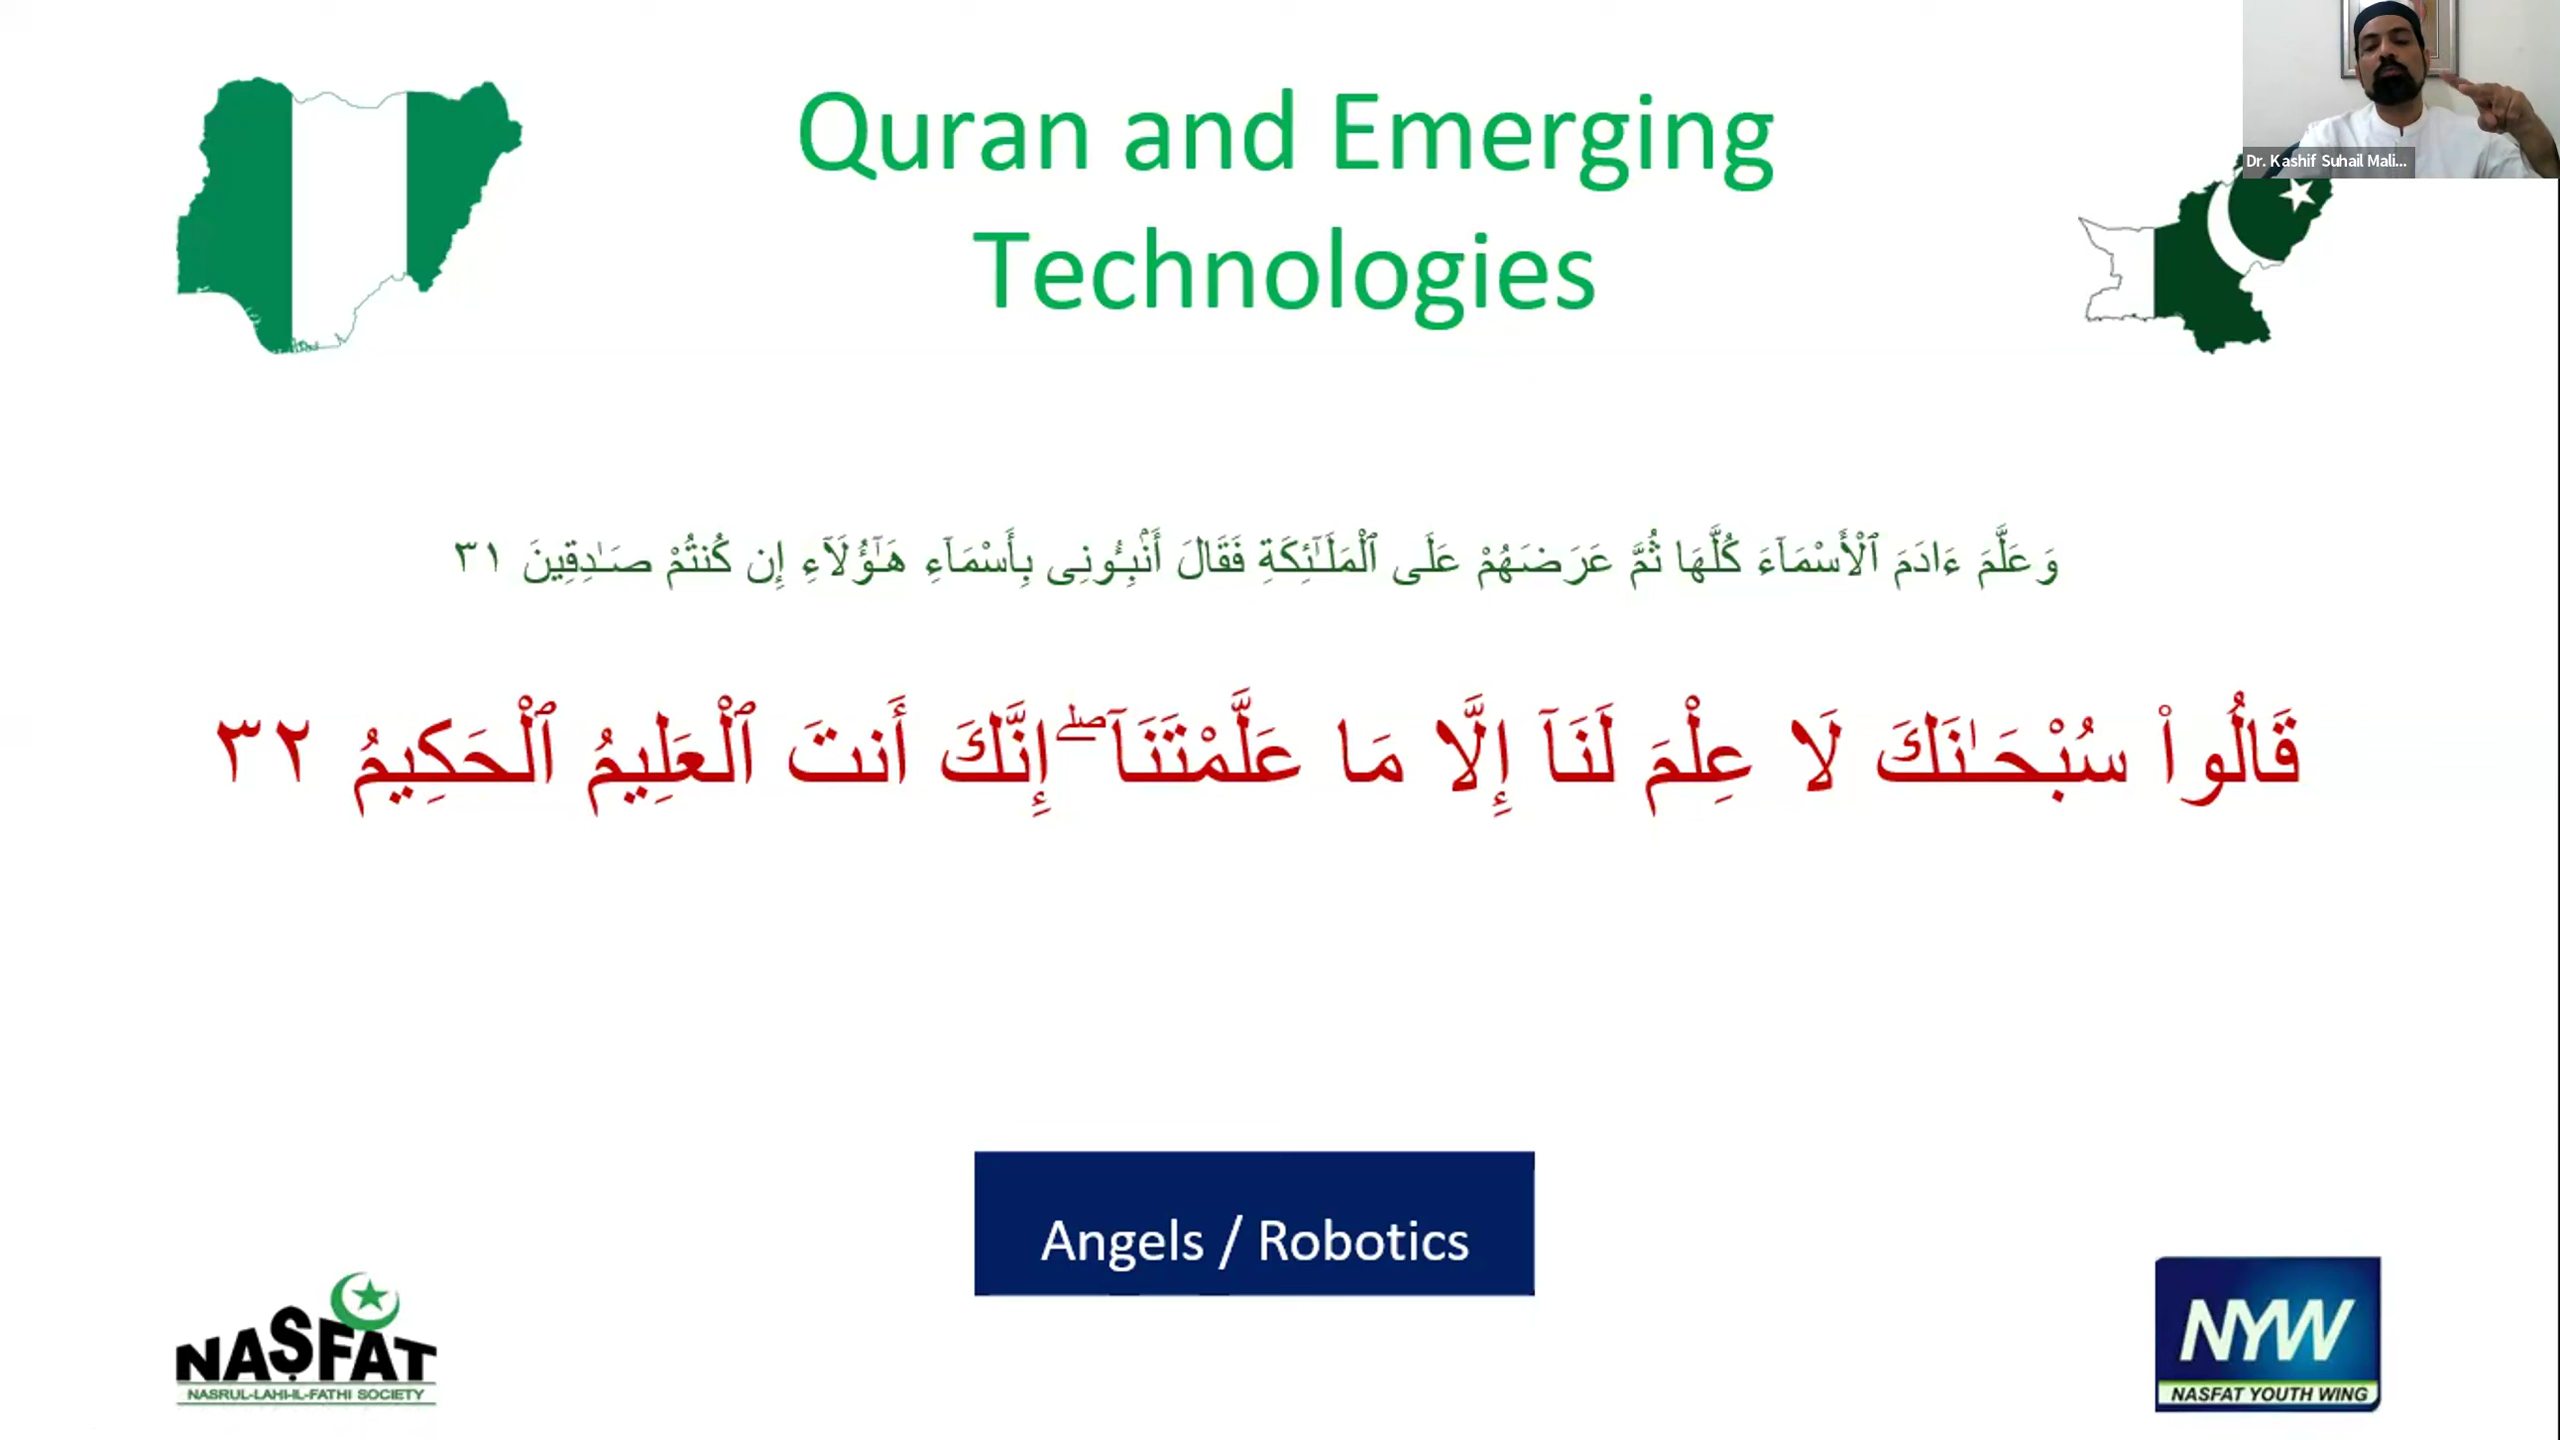 Quran and Emerging
Technologies
Dr. Kashif Suhail Mali...
وَعَلَّمَ ءَادَمَ ٱلْأَسْمَآءَ كُلَّهَا ثُمَّ عَرَضَهُمْ عَلَى ٱلْمَلَـٰٓئِكَةِ فَقَالَ أَنۢبِـُٔونِى بِأَسْمَآءِ هَـٰٓؤُلَآءِ إِن كُنتُمْ صَـٰدِقِينَ ٣١
قَالُوا۟ سُبْحَـٰنَكَ لَا عِلْمَ لَنَآ إِلَّا مَا عَلَّمْتَنَآ ۖ إِنَّكَ أَنتَ ٱلْعَلِيمُ ٱلْحَكِيمُ ٣٢
Angels / Robotics
NAṢFAT
NASRUL-LAHI-IL-FATHI SOCIETY
NYW
NASFAT YOUTH WING